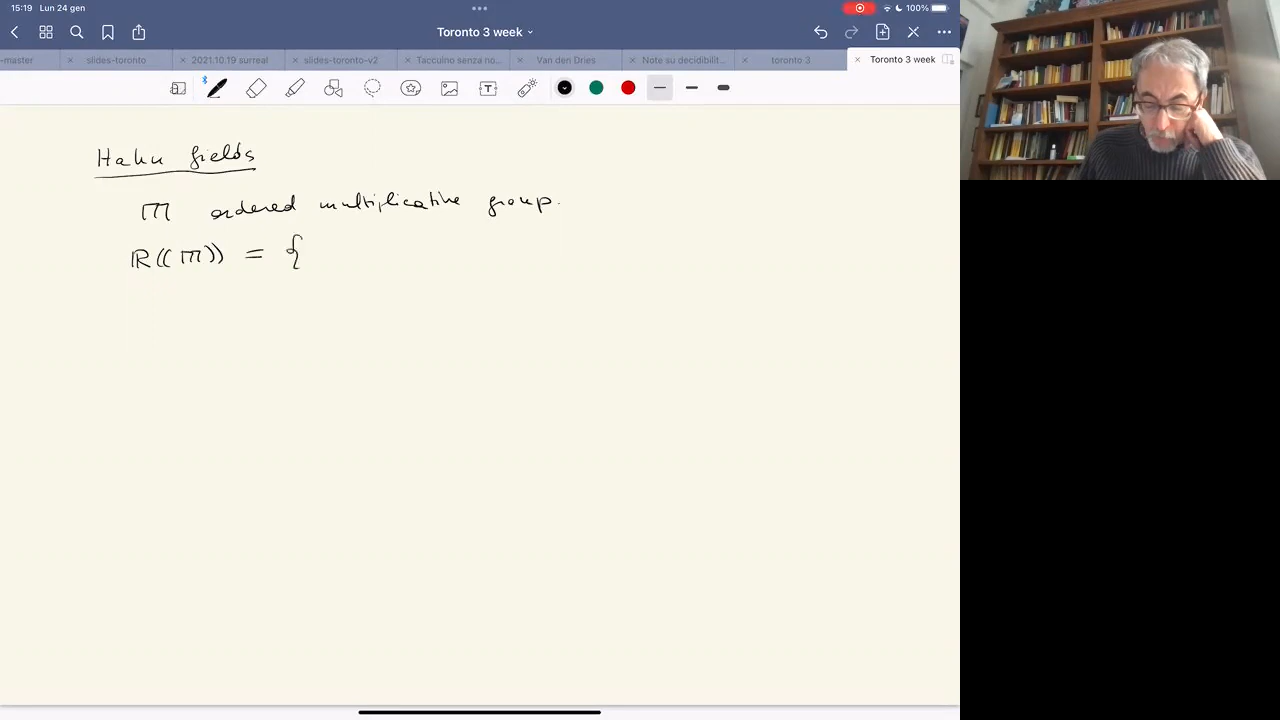 15:19 Lun 24 gen
100%
Toronto 3 week
-master
slides-toronto
2021.10.19 surreal
slides-toronto-v2
Taccuino senza no...
Van den Dries
Note su decidibilit...
toronto 3
Toronto 3 week
Hahn fields
𝔐 ordered multiplicative group.
ℝ((𝔐)) = {